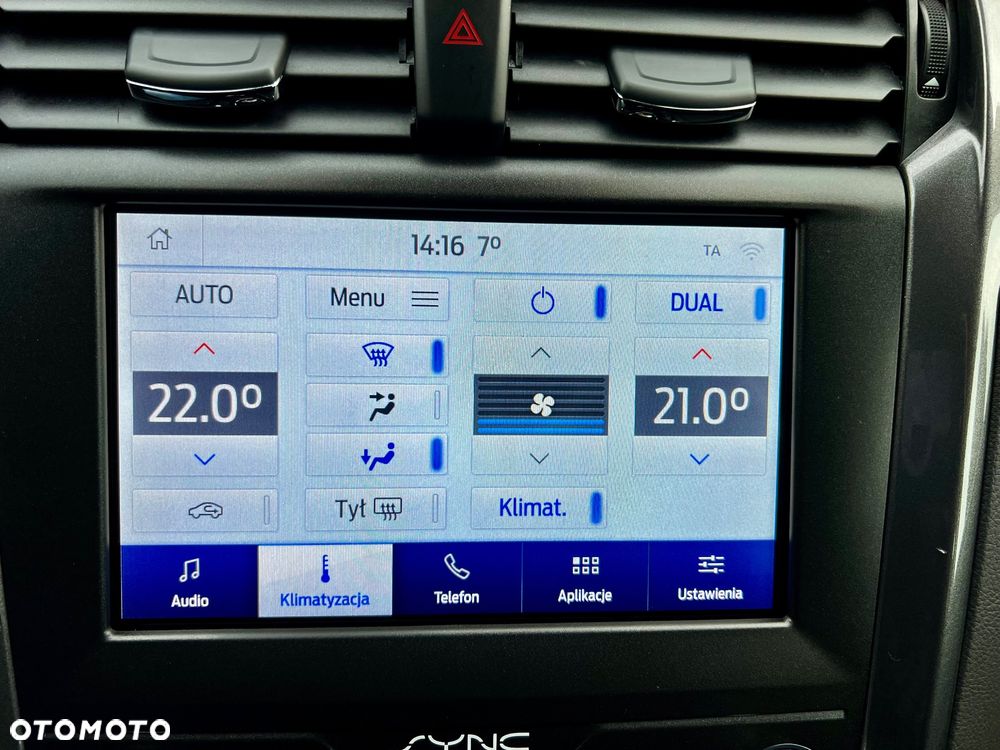 14:16 7°
TA
AUTO
Menu
DUAL
22.0°
21.0°
Tył
Klimat.
Audio
Klimatyzacja
Telefon
Aplikacje
Ustawienia
SYNC
OTOMOTO